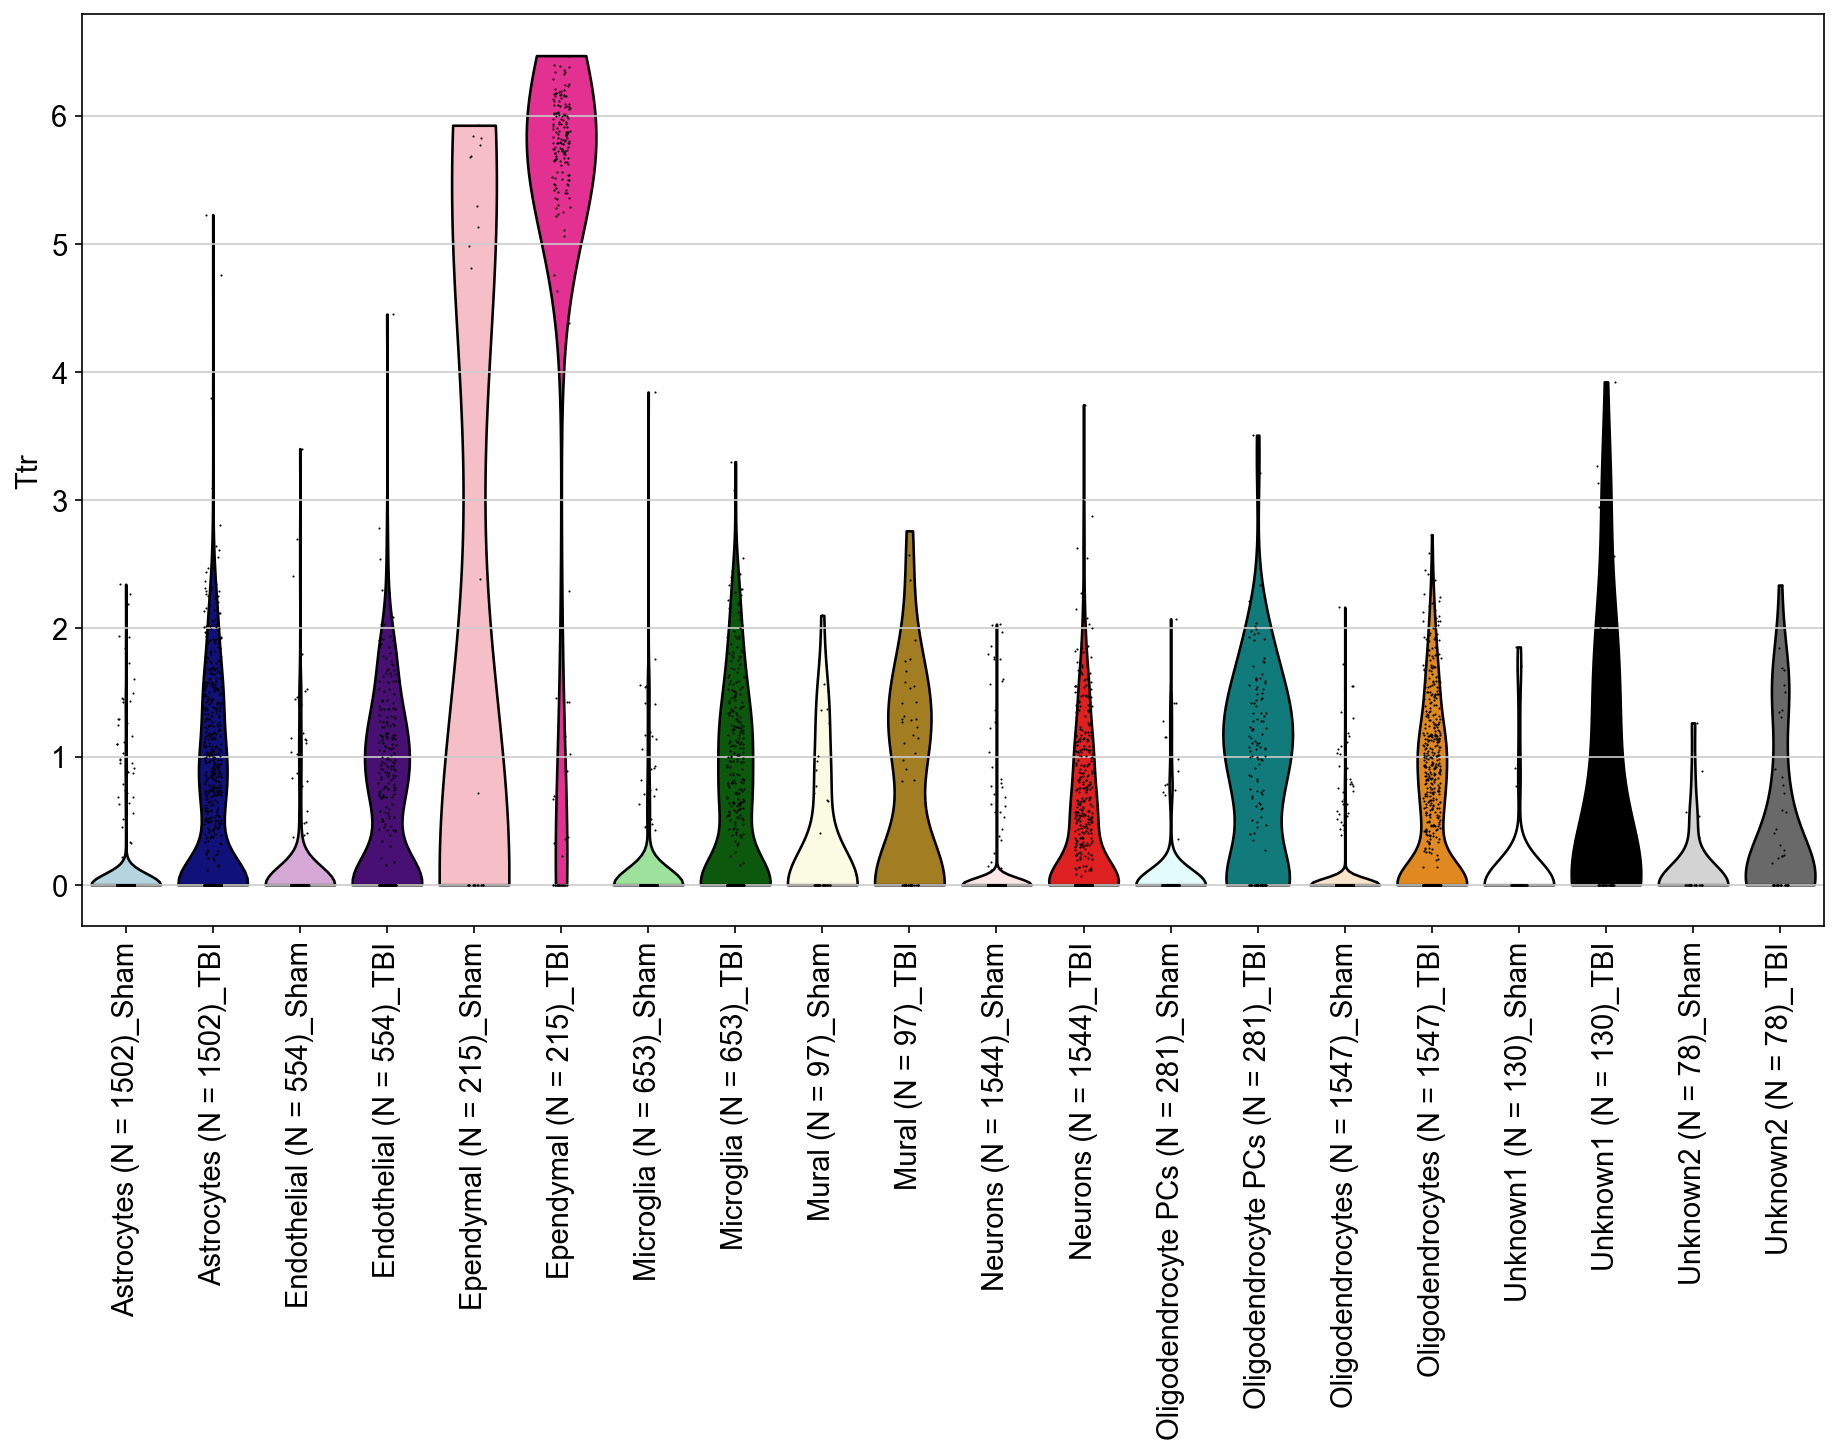 Ttr
6
5
4
3
2
1
0
Astrocytes (N = 1502)_Sham
Astrocytes (N = 1502)_TBI
Endothelial (N = 554)_Sham
Endothelial (N = 554)_TBI
Ependymal (N = 215)_Sham
Ependymal (N = 215)_TBI
Microglia (N = 653)_Sham
Microglia (N = 653)_TBI
Mural (N = 97)_Sham
Mural (N = 97)_TBI
Neurons (N = 1544)_Sham
Neurons (N = 1544)_TBI
Oligodendrocyte PCs (N = 281)_Sham
Oligodendrocyte PCs (N = 281)_TBI
Oligodendrocytes (N = 1547)_Sham
Oligodendrocytes (N = 1547)_TBI
Unknown1 (N = 130)_Sham
Unknown1 (N = 130)_TBI
Unknown2 (N = 78)_Sham
Unknown2 (N = 78)_TBI